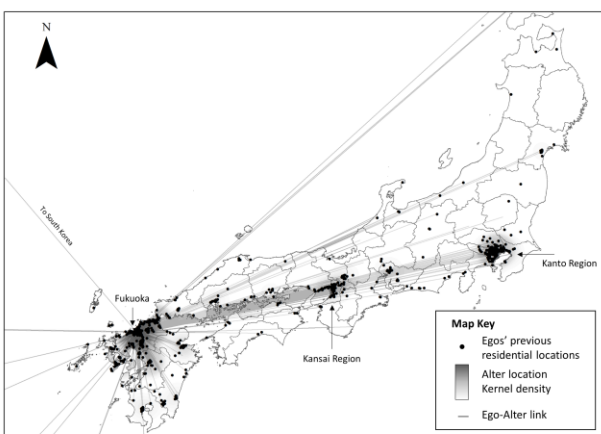 N
To South Korea
Fukuoka
Kansai Region
Kanto Region
Map Key
Egos' previous
residential locations
Alter location
Kernel density
Ego-Alter link